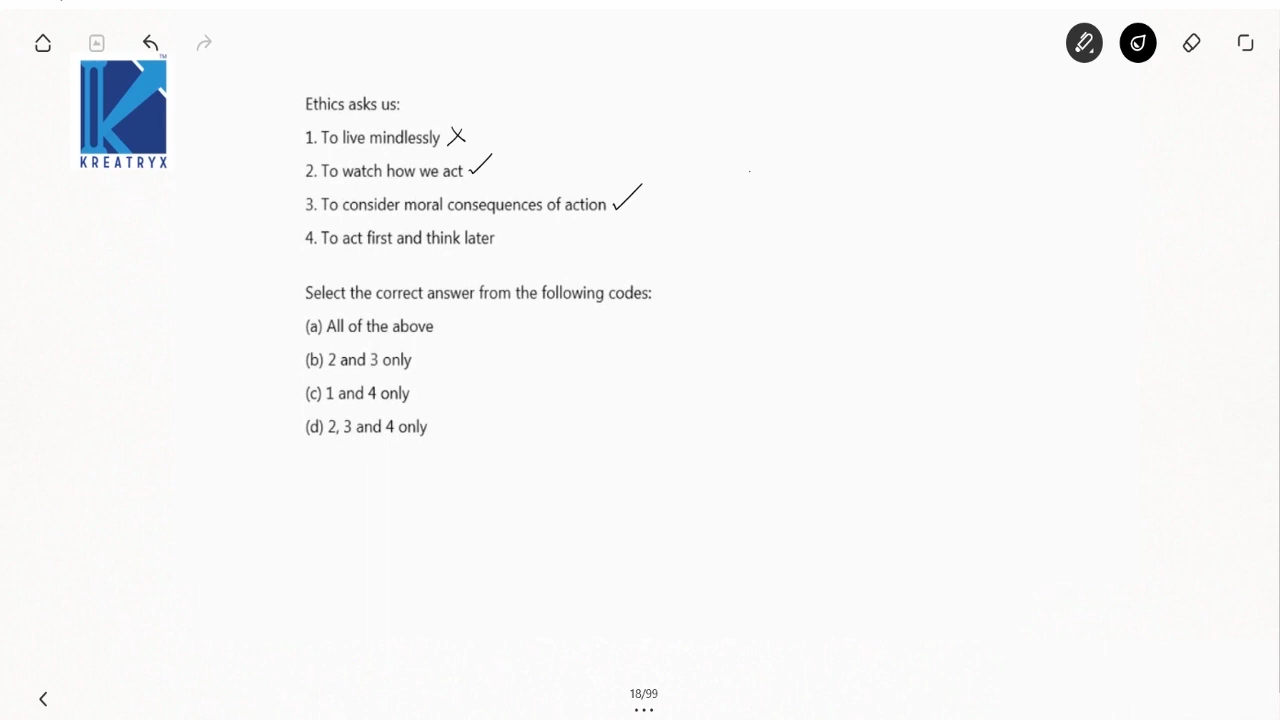 TM
KREATRYX
Ethics asks us:
1. To live mindlessly
2. To watch how we act
3. To consider moral consequences of action
4. To act first and think later
Select the correct answer from the following codes:
(a) All of the above
(b) 2 and 3 only
(c) 1 and 4 only
(d) 2, 3 and 4 only
18/99